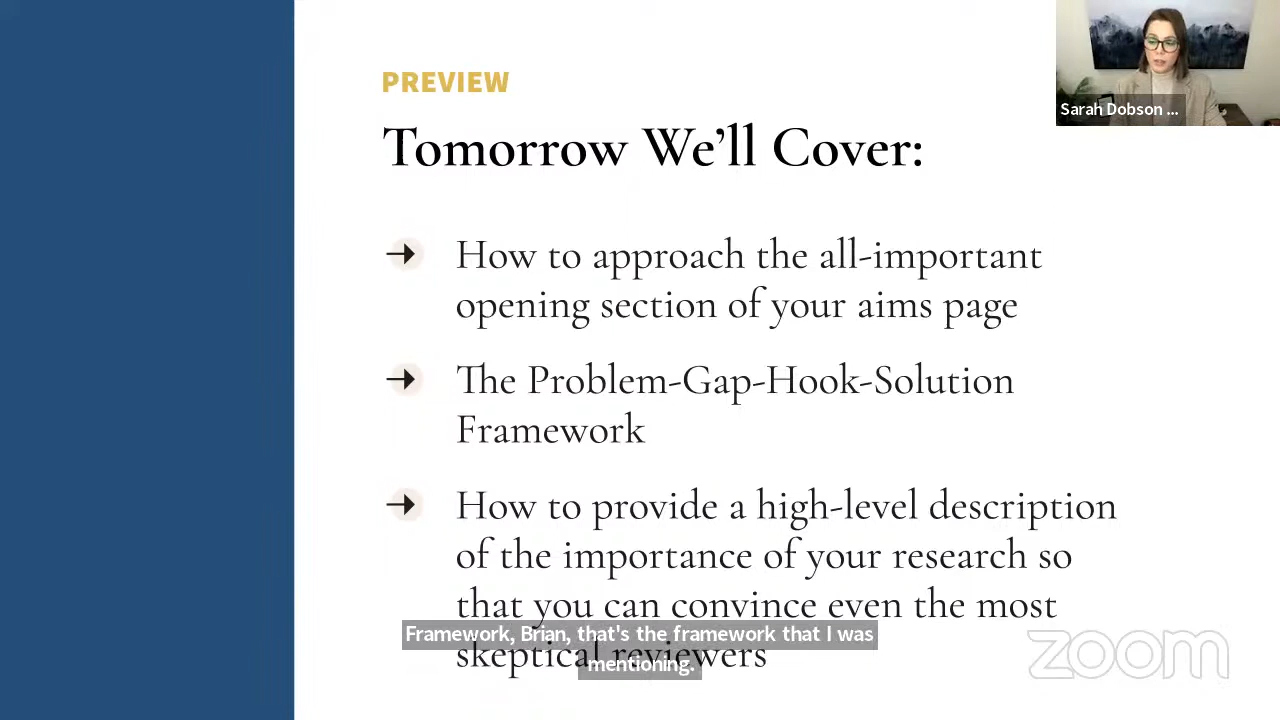 PREVIEW
Tomorrow We'll Cover:
How to approach the all-important
opening section of your aims page
The Problem-Gap-Hook-Solution
Framework
How to provide a high-level description
of the importance of your research so
that you can convince even the most
skeptical reviewers
Framework, Brian, that's the framework that I was
mentioning.
Sarah Dobson ...
zoom